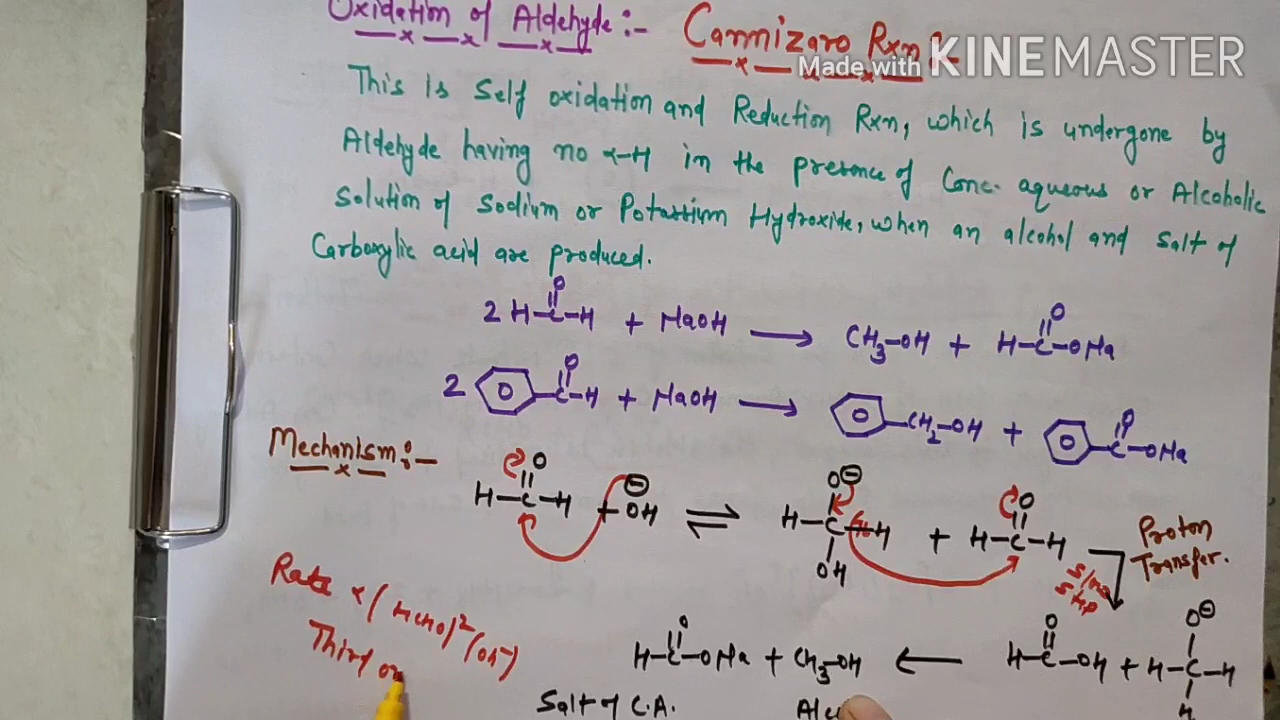 Oxidation of Aldehyde:- Cannizaro Rxn:-
Made with KINEMASTER
This is Self oxidation and Reduction Rxn, which is undergone by
Aldehyde having no α-H in the presence of Conc. aqueous or Alcoholic
Solution of Sodium or Potassium Hydroxide, when an alcohol and Salt of
Carboxylic acid are produced.
2 H-C-H + NaOH → CH3-OH + H-C-ONa
O O
2 C-H + NaOH → CH2-OH + C-ONa
O O
Mechanism:-
O O⊖ O
H-C-H + ⊖OH ⇌ H-C-H + H-C-H
OH
Proton
Transfer.
Slow
Step
Rate ∝ (HCHO)²(OH⁻)
Third or
O O O⊖
H-C-ONa + CH3-OH ← H-C-OH + H-C-H
H
Salt of C.A.